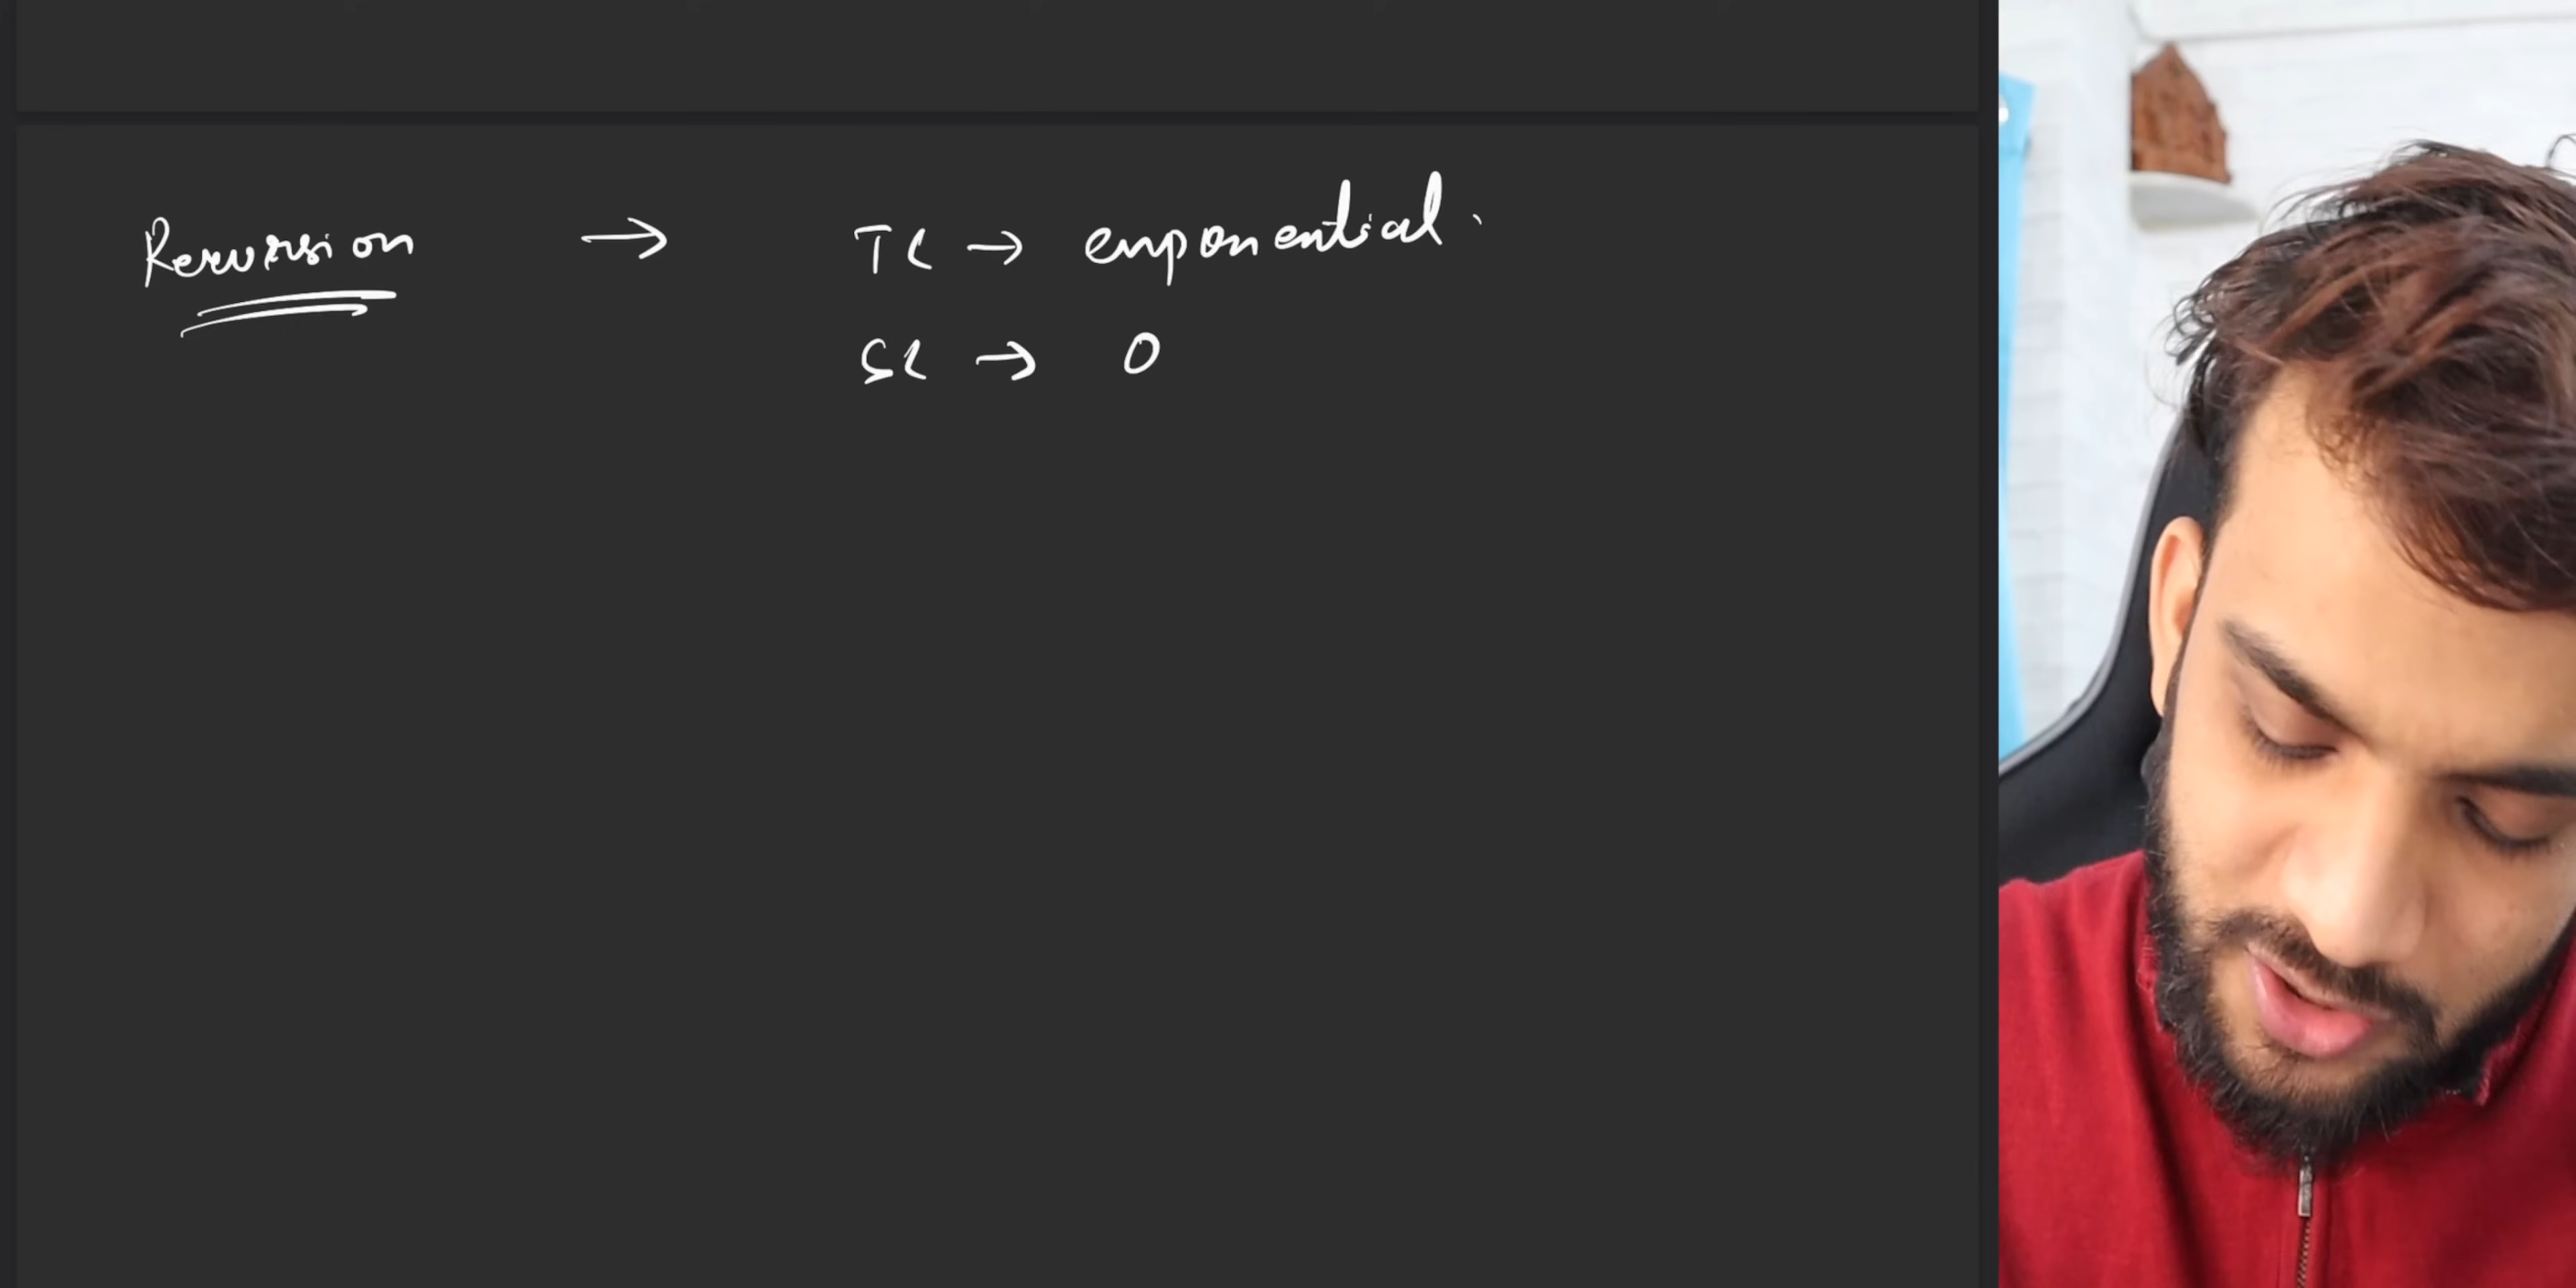 Recursion → TC → exponential.
SC → O